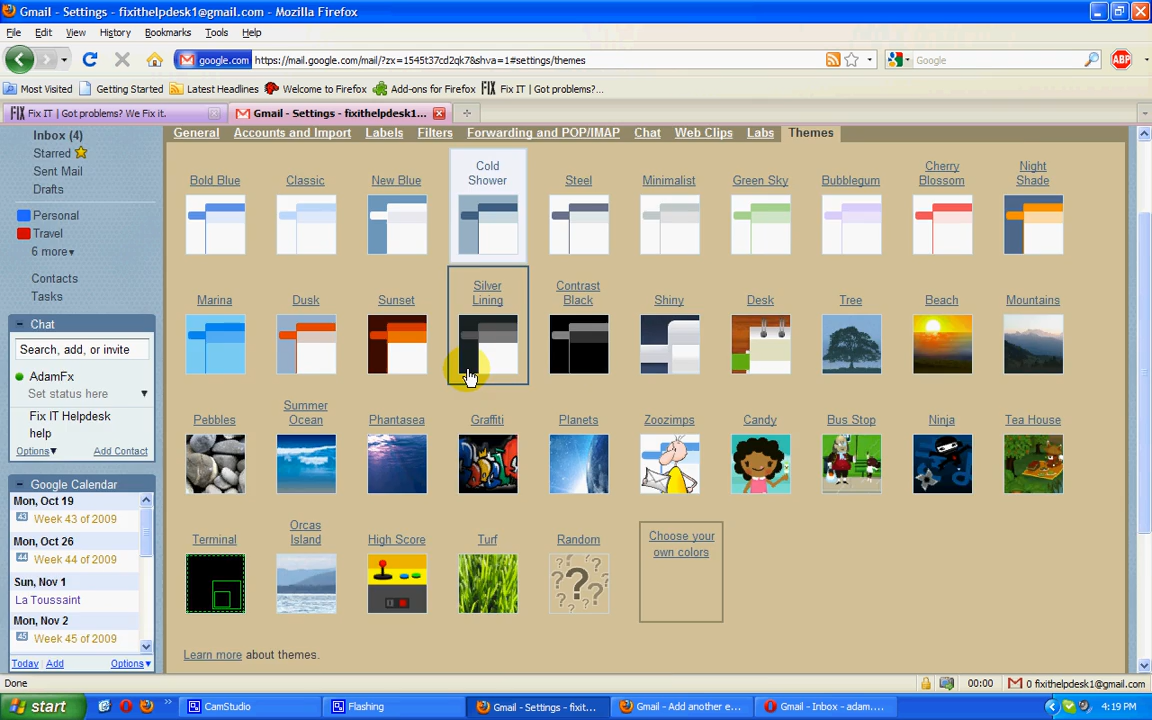 Gmail - Settings - fixithelpdesk1@gmail.com - Mozilla Firefox
File Edit View History Bookmarks Tools Help
google.com https://mail.google.com/mail/?zx=1545t37cd2qk7&shva=1#settings/themes
Google
ABP
Most Visited Getting Started Latest Headlines Welcome to Firefox Add-ons for Firefox FIX Fix IT | Got problems?...
FIX Fix IT | Got problems? We Fix it.
Gmail - Settings - fixithelpdesk1...
Inbox (4)
Starred
Sent Mail
Drafts
Personal
Travel
6 more▾
Contacts
Tasks
Chat
Search, add, or invite
AdamFx
Set status here
Fix IT Helpdesk
help
Options▾ Add Contact
Google Calendar
Mon, Oct 19
43 Week 43 of 2009
Mon, Oct 26
44 Week 44 of 2009
Sun, Nov 1
La Toussaint
Mon, Nov 2
45 Week 45 of 2009
Today Add Options▾
General Accounts and Import Labels Filters Forwarding and POP/IMAP Chat Web Clips Labs Themes
Bold Blue
Classic
New Blue
Cold
Shower
Steel
Minimalist
Green Sky
Bubblegum
Cherry
Blossom
Night
Shade
Marina
Dusk
Sunset
Silver
Lining
Contrast
Black
Shiny
Desk
Tree
Beach
Mountains
Pebbles
Summer
Ocean
Phantasea
Graffiti
Planets
Zoozimps
Candy
Bus Stop
Ninja
Tea House
Terminal
Orcas
Island
High Score
Turf
Random
Choose your
own colors
Learn more about themes.
Done
00:00
0 fixithelpdesk1@gmail.com
start
CamStudio
Flashing
Gmail - Settings - fixit...
Gmail - Add another e...
Gmail - Inbox - adam....
4:19 PM